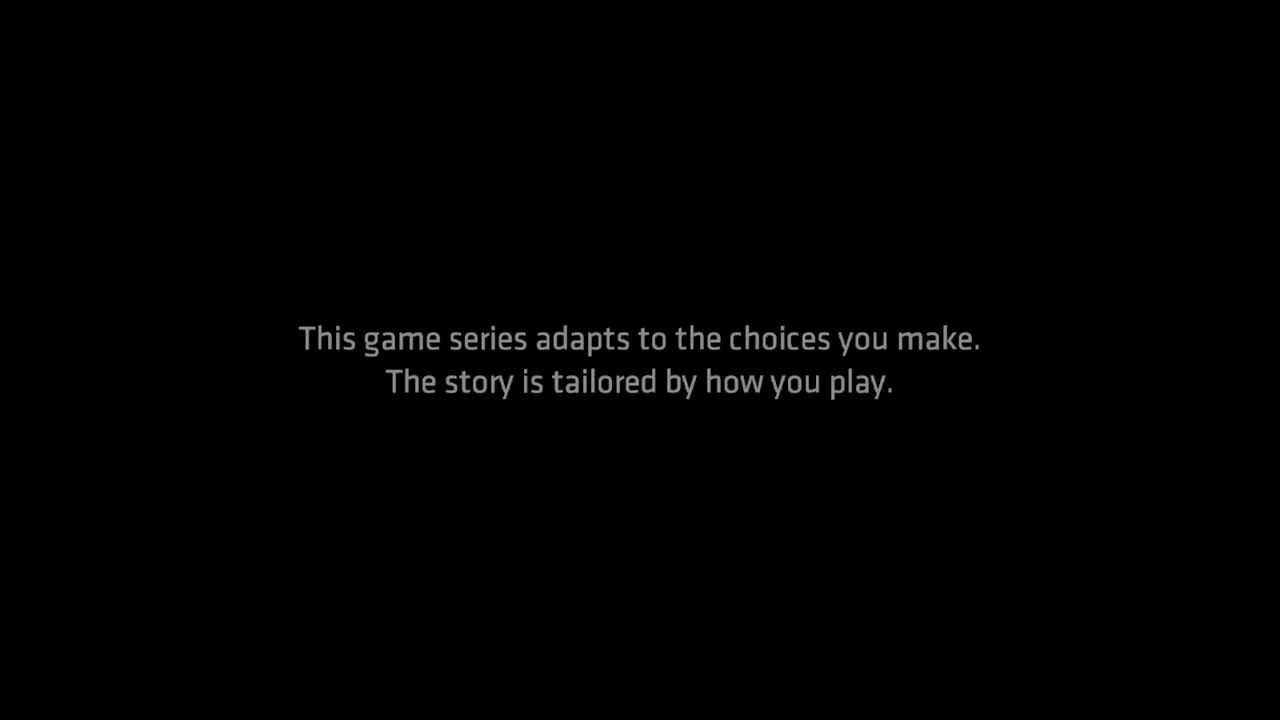 This game series adapts to the choices you make.
The story is tailored by how you play.